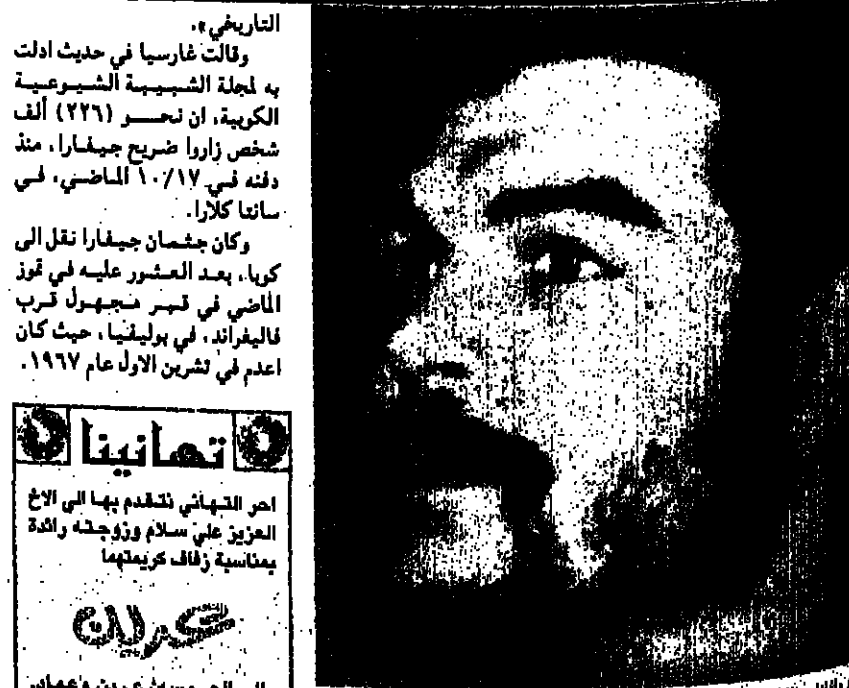 التاريخي».
وقالت غارسيا في حديث ادلت
به لمجلة الشبيبة الشيوعية
الكوبية، ان نحو (٢٢٦) ألف
شخص زاروا ضريح جيفارا، منذ
دفنه في ١٠/١٧ الماضي، في
سانتا كلارا.
وكان جثمان جيفارا نقل الى
كوبا، بعد العثور عليه في تموز
الماضي في قبر مجهول قرب
فاليغراند، في بوليفيا، حيث كان
اعدم في تشرين الاول عام ١٩٦٧.
تهانينا
احر التهاني نتقدم بها الى الاخ
العزيز علي سلام وزوجته رائدة
بمناسبة زفاف كريمتهما
عرين